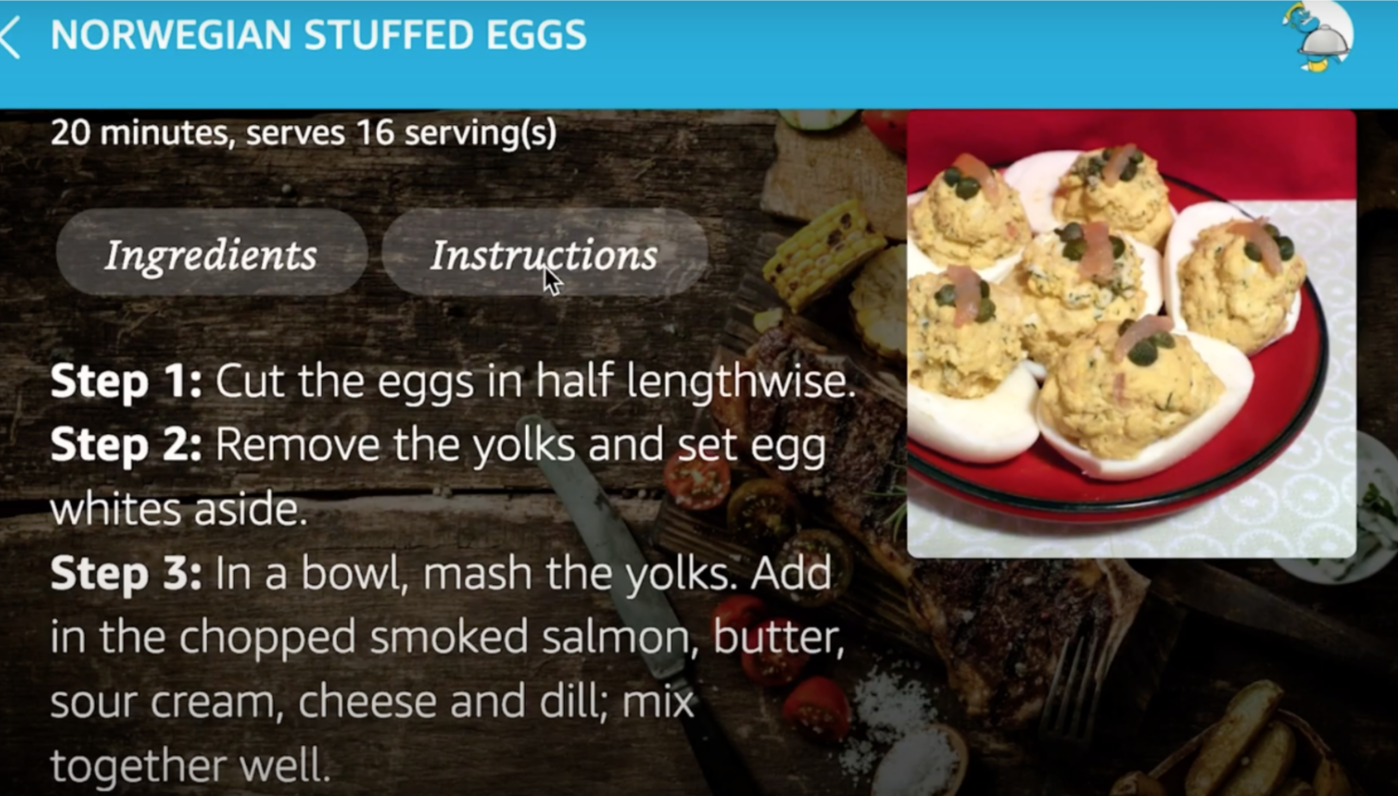 NORWEGIAN STUFFED EGGS
20 minutes, serves 16 serving(s)
Ingredients
Instructions
Step 1: Cut the eggs in half lengthwise.
Step 2: Remove the yolks and set egg
whites aside.
Step 3: In a bowl, mash the yolks. Add
in the chopped smoked salmon, butter,
sour cream, cheese and dill; mix
together well.